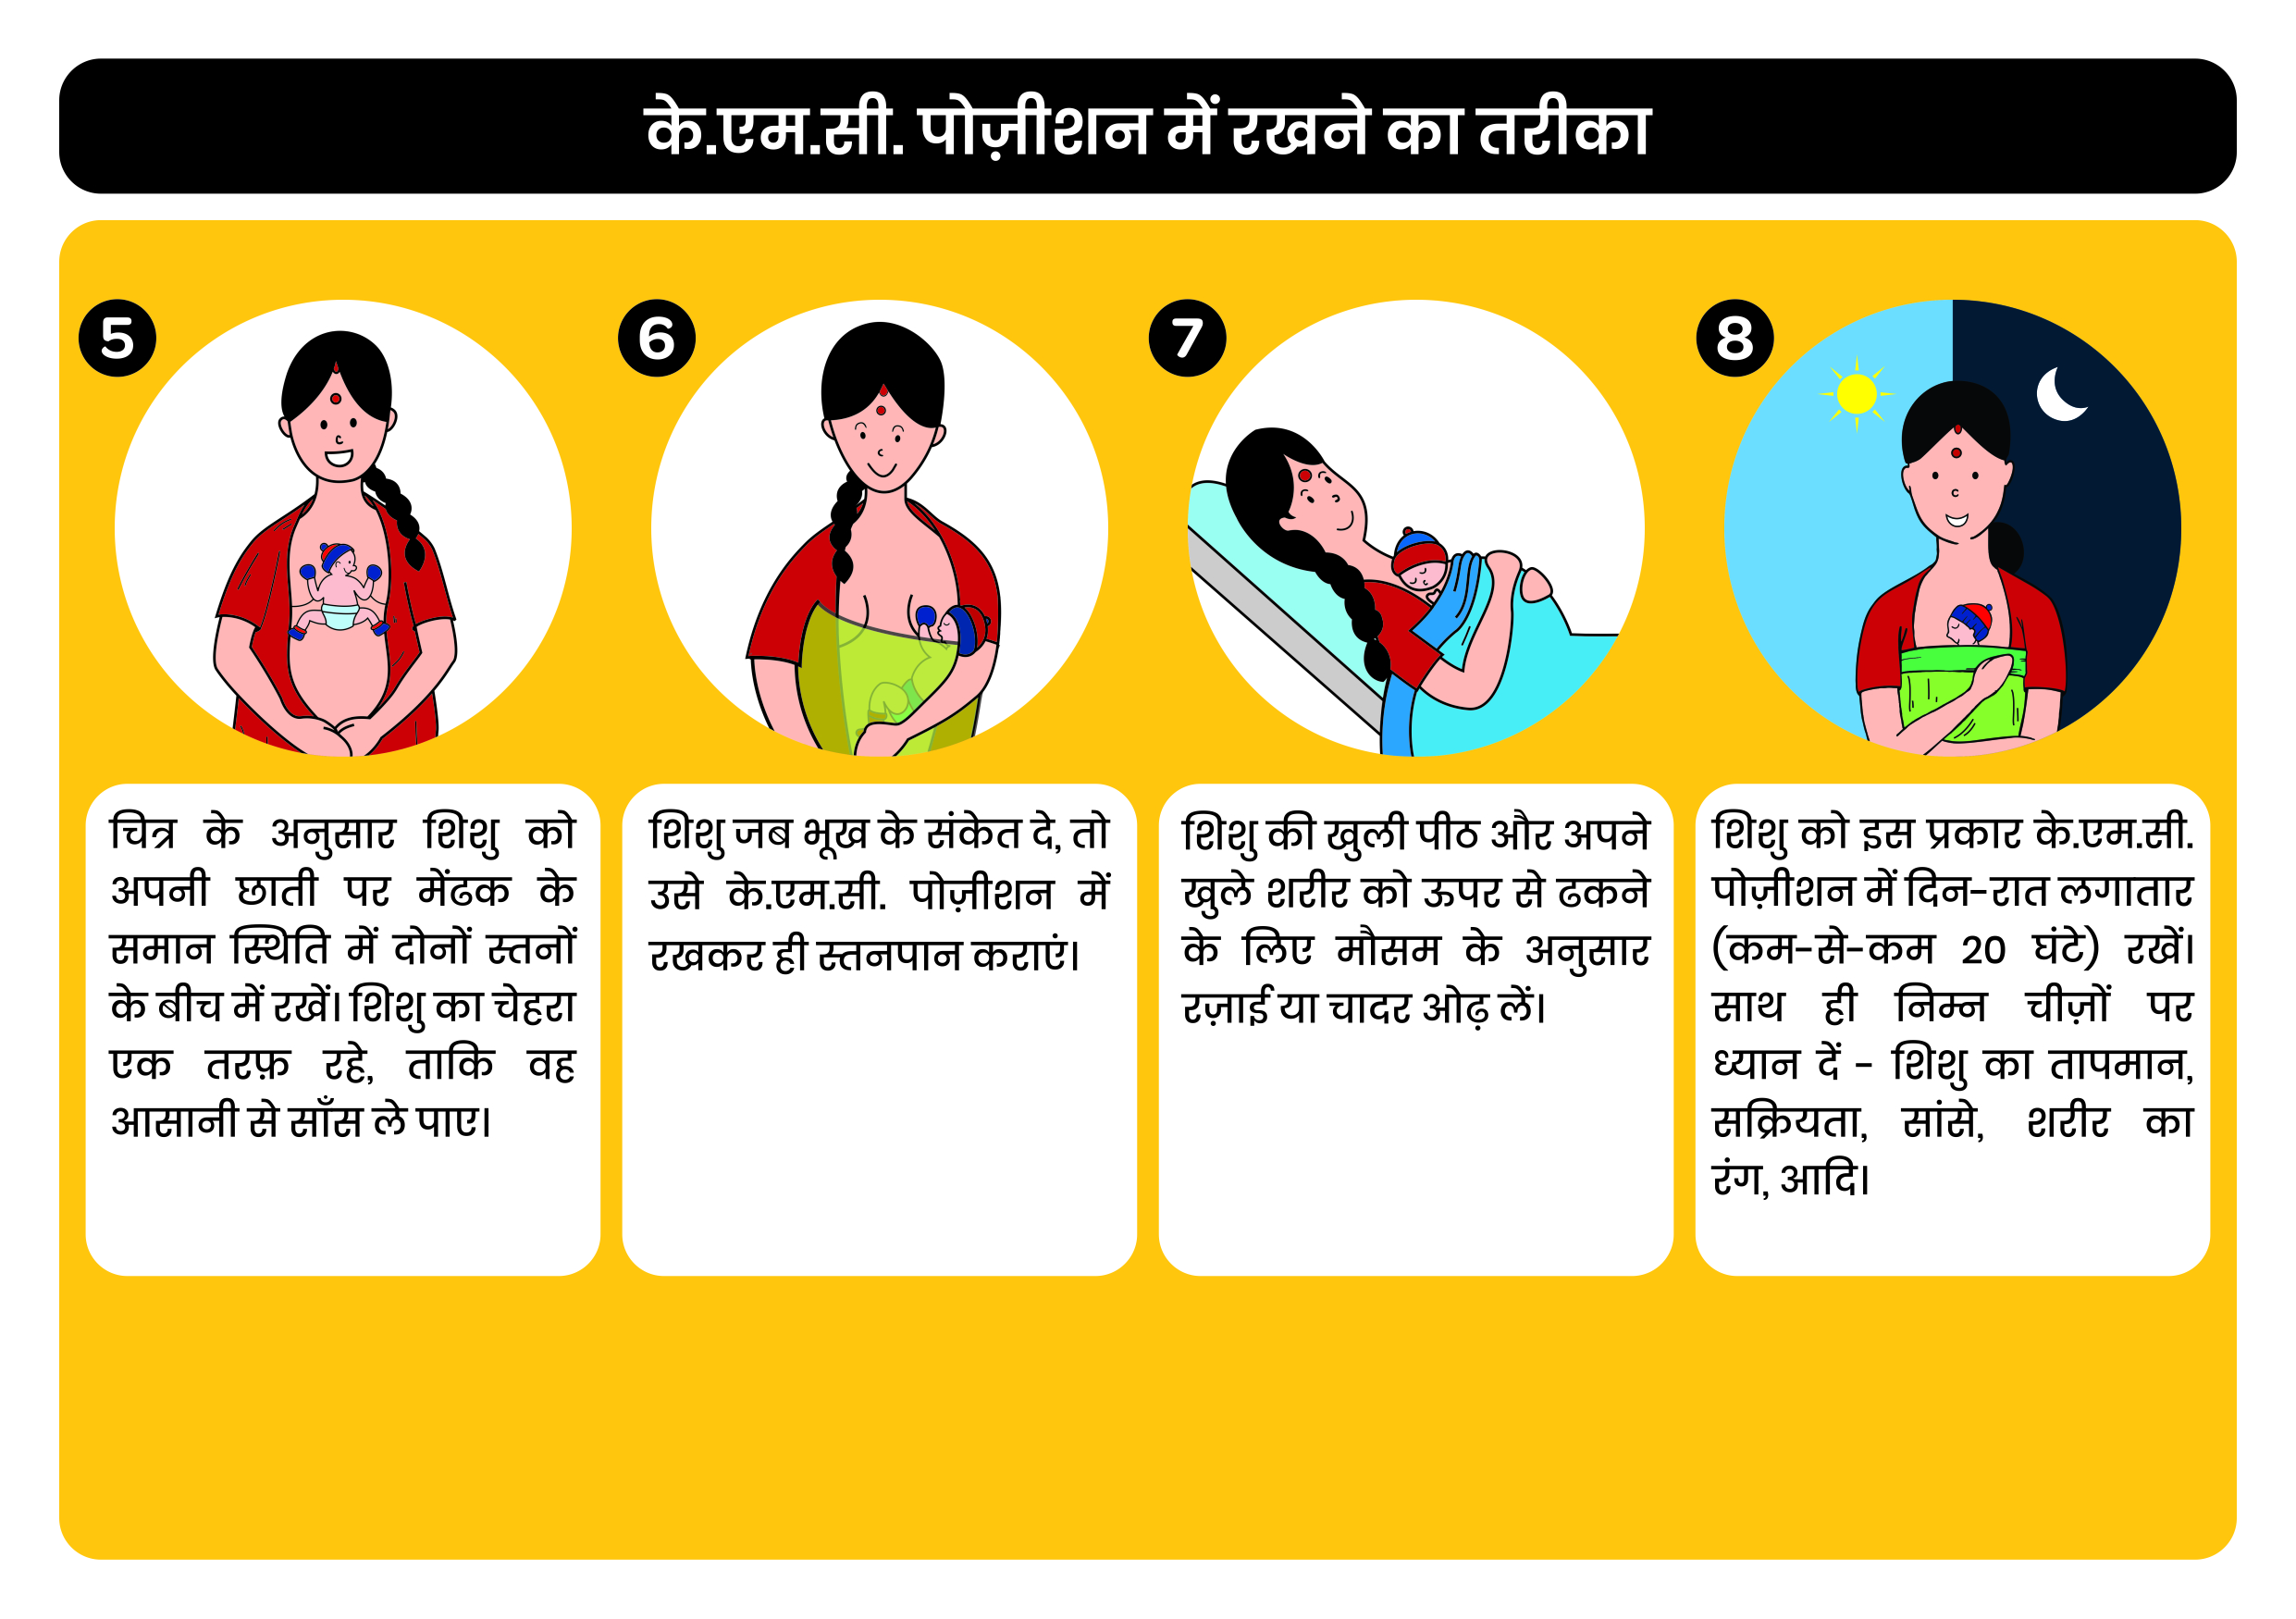 के.एम.सी. पोज़ीशन में रखने का तरीका
5
चित्र के अनुसार शिशु को
अपनी छाती पर मेंढक के
समान स्थिति में दोनों स्तनों
के बीच में रखें। शिशु का चेहरा
एक तरफ़ रहे, ताकि वह
आसानी से साँस ले पाए।
6
शिशु जब भूख के संकेत दे, तो
उसे के.एम.सी. पोज़ीशन में
रखकर ही स्तनपान कराएं।
7
शिशु की खुली पीठ और अपने
खुले शरीर को ऊपर से ढकने
के लिए मौसम के अनुसार
रज़ाई या चादर ओढ़ लें।
8
शिशु को इस प्रकार के.एम.सी.
पोज़ीशन में दिन-रात लगातार
(कम-से-कम 20 घंटे) रखें।
साथ ही निम्न चीज़ों पर
ध्यान दें - शिशु का तापमान,
सक्रियता, सांसे, शरीर का
रंग, आदि।